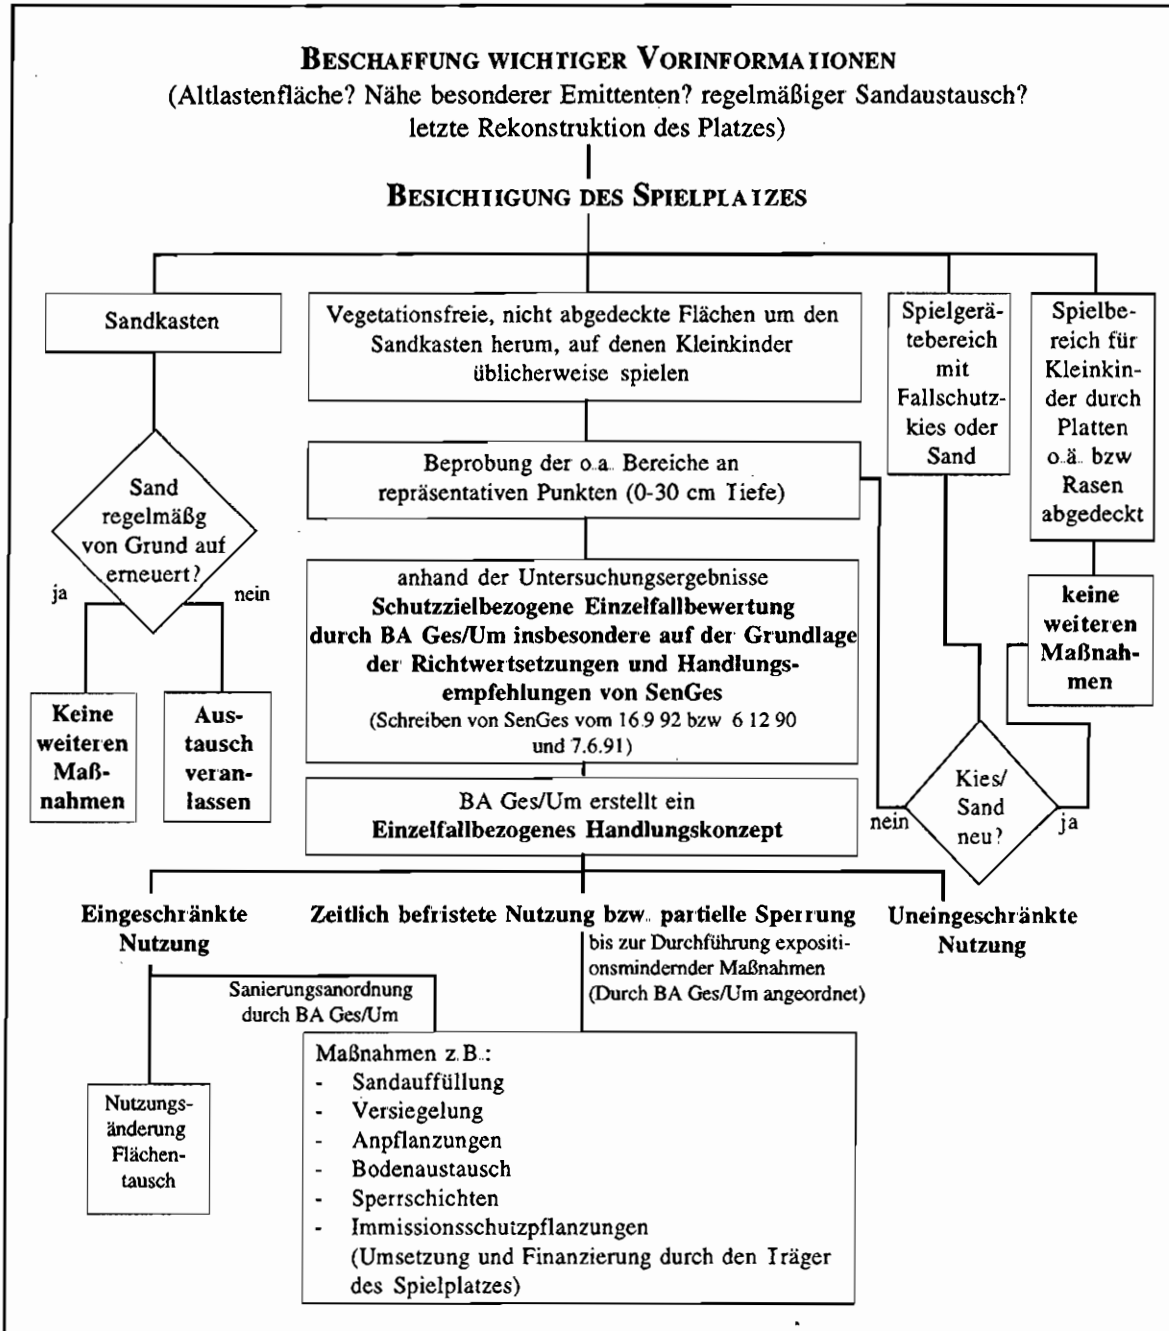 BESCHAFFUNG WICHTIGER VORINFORMATIONEN
(Altlastenfläche? Nähe besonderer Emittenten? regelmäßiger Sandaustausch?
letzte Rekonstruktion des Platzes)
BESICHTIGUNG DES SPIELPLATZES
Sandkasten
Vegetationsfreie, nicht abgedeckte Flächen um den
Sandkasten herum, auf denen Kleinkinder
üblicherweise spielen
Spielgerä-
tebereich
mit
Fallschutz-
kies oder
Sand
Spielbe-
reich für
Kleinkin-
der durch
Platten
o.ä. bzw
Rasen
abgedeckt
Sand
regelmäßg
von Grund auf
erneuert?
ja
nein
Keine
weiteren
Maß-
nahmen
Aus-
tausch
veran-
lassen
Beprobung der o.a. Bereiche an
repräsentativen Punkten (0-30 cm Tiefe)
anhand der Untersuchungsergebnisse
Schutzzielbezogene Einzelfallbewertung
durch BA Ges/Um insbesondere auf der Grundlage
der Richtwertsetzungen und Handlungs-
empfehlungen von SenGes
(Schreiben von SenGes vom 16 9 92 bzw 6 12 90
und 7.6.91)
keine
weiteren
Maßnah-
men
Kies/
Sand
neu?
nein
ja
BA Ges/Um erstellt ein
Einzelfallbezogenes Handlungskonzept
Eingeschränkte
Nutzung
Zeitlich befristete Nutzung bzw. partielle Sperrung
bis zur Durchführung expositi-
onsmindernder Maßnahmen
(Durch BA Ges/Um angeordnet)
Uneingeschränkte
Nutzung
Sanierungsanordnung
durch BA Ges/Um
Nutzungs-
änderung
Flächen-
tausch
Maßnahmen z.B.:
- Sandauffüllung
- Versiegelung
- Anpflanzungen
- Bodenaustausch
- Sperrschichten
- Immissionsschutzpflanzungen
(Umsetzung und Finanzierung durch den Träger
des Spielplatzes)